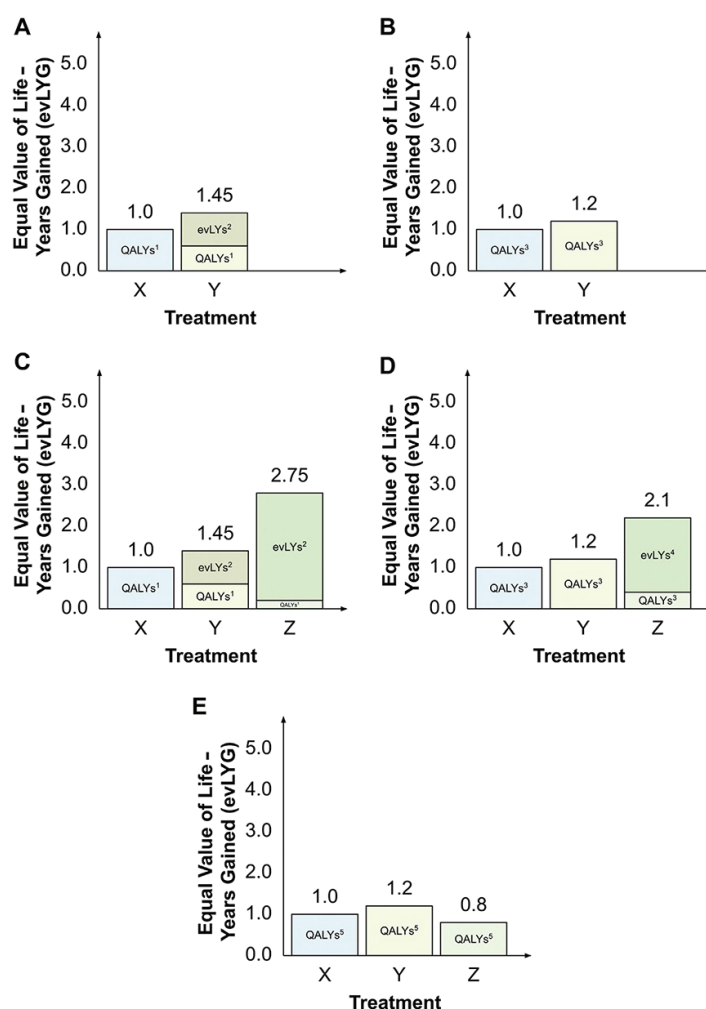 A
Equal Value of Life -
Years Gained (evLYG)
5.0
4.0
3.0
2.0
1.0
0.0
1.0
1.45
QALYs¹
evLYs²
QALYs¹
X Y
Treatment
B
Equal Value of Life -
Years Gained (evLYG)
5.0
4.0
3.0
2.0
1.0
0.0
1.0
1.2
QALYs³
QALYs³
X Y
Treatment
C
Equal Value of Life -
Years Gained (evLYG)
5.0
4.0
3.0
2.0
1.0
0.0
1.0
1.45
2.75
QALYs¹
evLYs²
QALYs¹
evLYs²
QALYs¹
X Y Z
Treatment
D
Equal Value of Life -
Years Gained (evLYG)
5.0
4.0
3.0
2.0
1.0
0.0
1.0
1.2
2.1
QALYs³
QALYs³
evLYs⁴
QALYs³
X Y Z
Treatment
E
Equal Value of Life -
Years Gained (evLYG)
5.0
4.0
3.0
2.0
1.0
0.0
1.0
1.2
0.8
QALYs⁵
QALYs⁵
QALYs⁵
X Y Z
Treatment